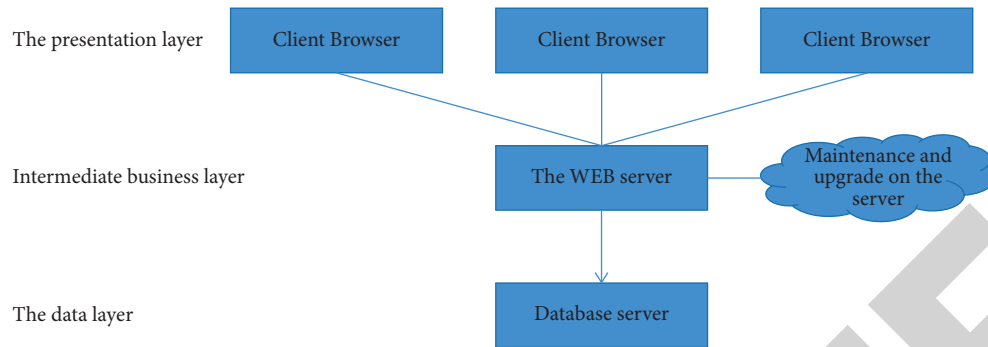 The presentation layer
Client Browser
Client Browser
Client Browser
Intermediate business layer
The WEB server
Maintenance and
upgrade on the
server
The data layer
Database server